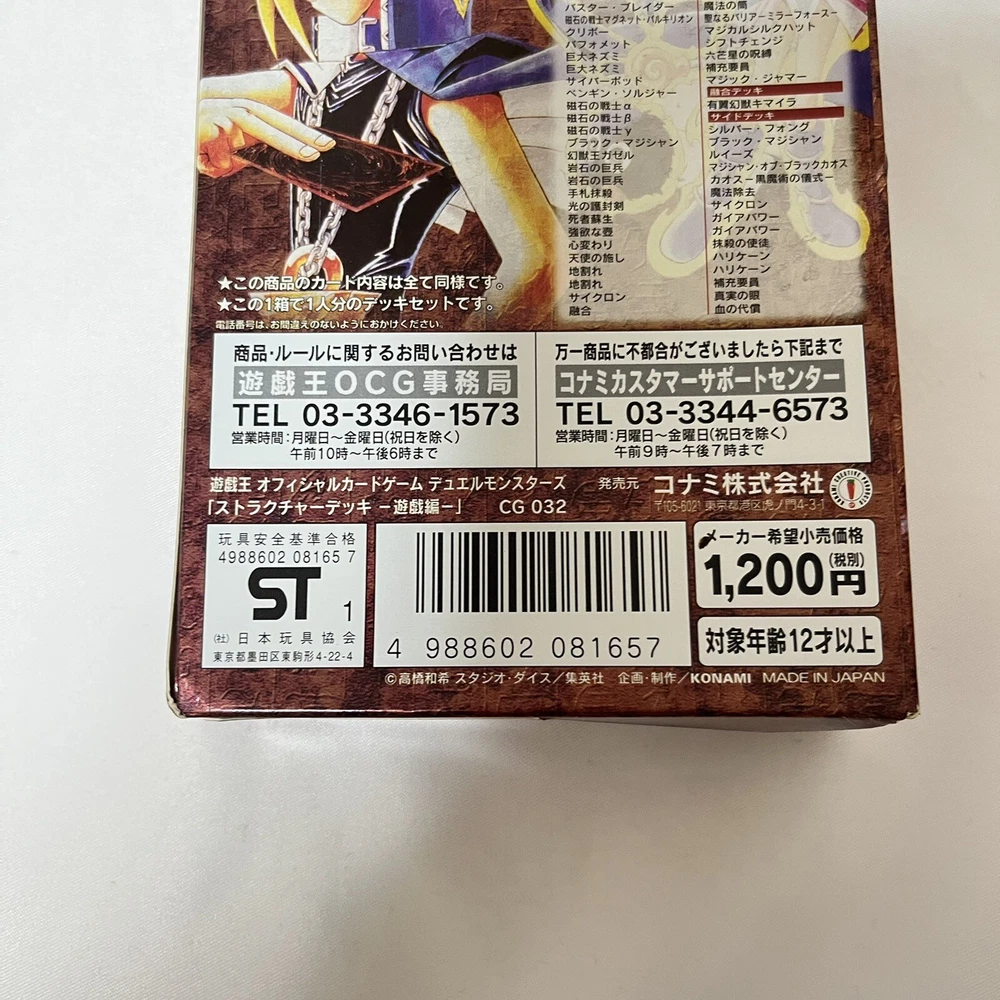 バスター・ブレイダー
磁石の戦士マグネット・バルキリオン
クリボー
バフォメット
巨大ネズミ
巨大ネズミ
サイバーポッド
ペンギン・ソルジャー
磁石の戦士α
磁石の戦士β
磁石の戦士γ
ブラック・マジシャン
幻獣王ガゼル
岩石の巨兵
岩石の巨兵
手札抹殺
光の護封剣
死者蘇生
強欲な壺
心変わり
天使の施し
地割れ
地割れ
サイクロン
融合
魔法の筒
聖なるバリアーミラーフォースー
マジカルシルクハット
シフトチェンジ
六芒星の呪縛
補充要員
マジック・ジャマー
融合デッキ
有翼幻獣キマイラ
サイドデッキ
シルバー・フォング
ブラック・マジシャン
ルイーズ
マジシャン・オブ・ブラックカオス
カオスー黒魔術の儀式ー
魔法除去
サイクロン
ガイアパワー
ガイアパワー
抹殺の使徒
ハリケーン
ハリケーン
補充要員
真実の眼
血の代償
★この商品のカード内容は全て同様です。
★この1箱で1人分のデッキセットです。
電話番号は、お間違えのないようにおかけください。
商品・ルールに関するお問い合わせは
遊戯王OCG事務局
TEL 03-3346-1573
営業時間:月曜日〜金曜日(祝日を除く)
午前10時〜午後6時まで
万一商品に不都合がございましたら下記まで
コナミカスタマーサポートセンター
TEL 03-3344-6573
営業時間:月曜日〜金曜日(祝日を除く)
午前9時〜午後7時まで
遊戯王 オフィシャルカードゲーム デュエルモンスターズ
「ストラクチャーデッキ −遊戯編−」 CG 032
発売元 コナミ株式会社
〒105-6021 東京都港区虎ノ門4-3-1
玩具安全基準合格
4988602 08165 7
ST 1
(社)日本玩具協会
東京都墨田区東駒形4-22-4
4 988602 081657
メーカー希望小売価格
1,200円(税別)
対象年齢12才以上
©高橋和希 スタジオ・ダイス/集英社 企画・制作/KONAMI MADE IN JAPAN